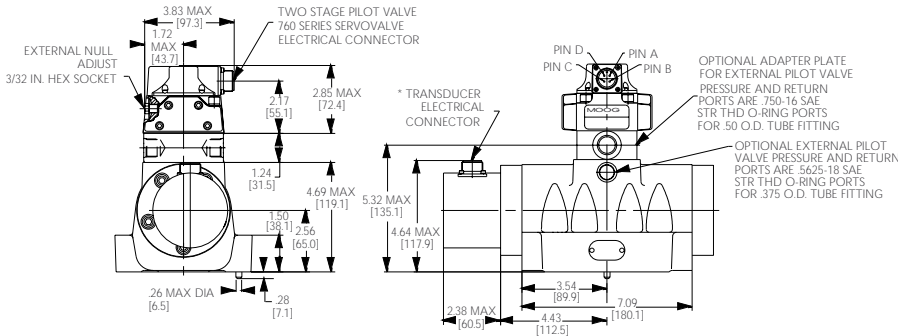 3.83 MAX
[97.3]
1.72
MAX
[43.7]
TWO STAGE PILOT VALVE
760 SERIES SERVOVALVE
ELECTRICAL CONNECTOR
EXTERNAL NULL
ADJUST
3/32 IN. HEX SOCKET
2.17
[55.1]
2.85 MAX
[72.4]
1.24
[31.5]
4.69 MAX
[119.1]
1.50
[38.1]
2.56
[65.0]
.26 MAX DIA
[6.5]
.28
[7.1]
* TRANSDUCER
ELECTRICAL
CONNECTOR
PIN D
PIN A
PIN C
PIN B
MOOG
OPTIONAL ADAPTER PLATE
FOR EXTERNAL PILOT VALVE
PRESSURE AND RETURN
PORTS ARE .750-16 SAE
STR THD O-RING PORTS
FOR .50 O.D. TUBE FITTING
OPTIONAL EXTERNAL PILOT
VALVE PRESSURE AND RETURN
PORTS ARE .5625-18 SAE
STR THD O-RING PORTS
FOR .375 O.D. TUBE FITTING
5.32 MAX
[135.1]
4.64 MAX
[117.9]
2.38 MAX
[60.5]
3.54
[89.9]
4.43
[112.5]
7.09
[180.1]